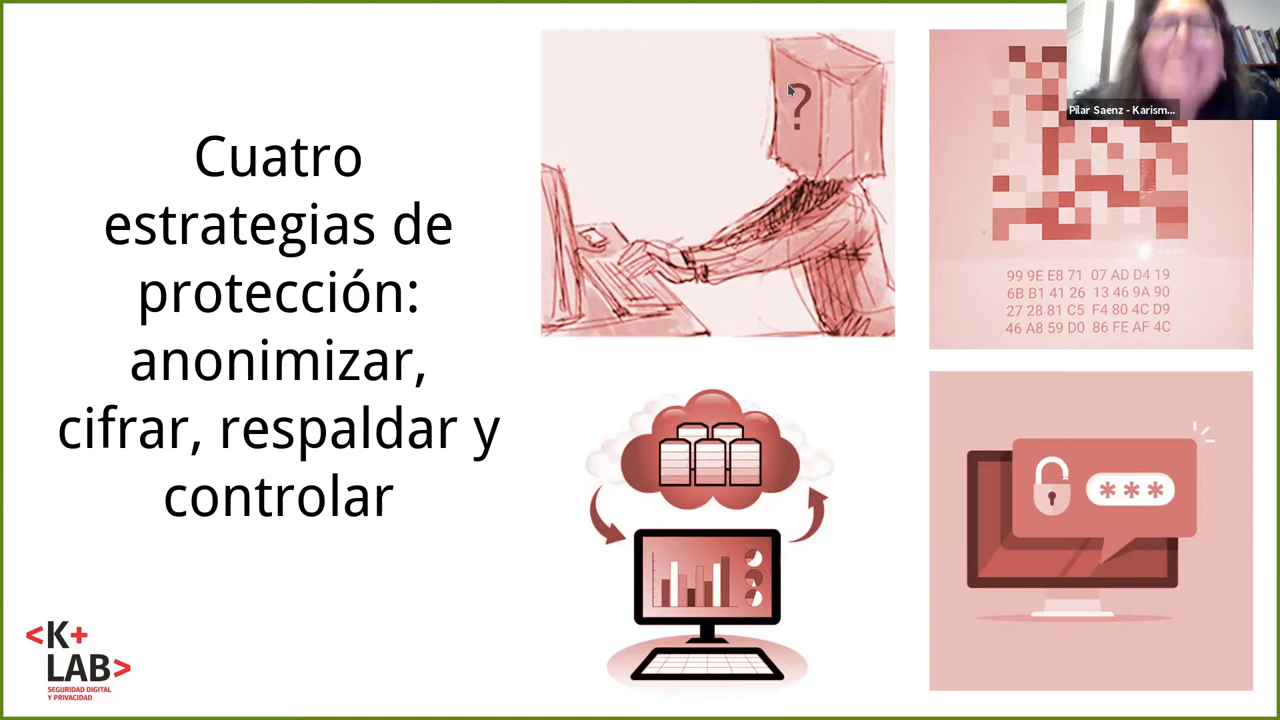 Cuatro
estrategias de
protección:
anonimizar,
cifrar, respaldar y
controlar
?
Pilar Saenz - Karism...
99 9E E8 71 07 AD D4 19
6B B1 41 26 13 46 9A 90
27 28 81 C5 F4 80 4C D9
46 A8 59 D0 86 FE AF 4C
***
<K+
LAB>
SEGURIDAD DIGITAL
Y PRIVACIDAD